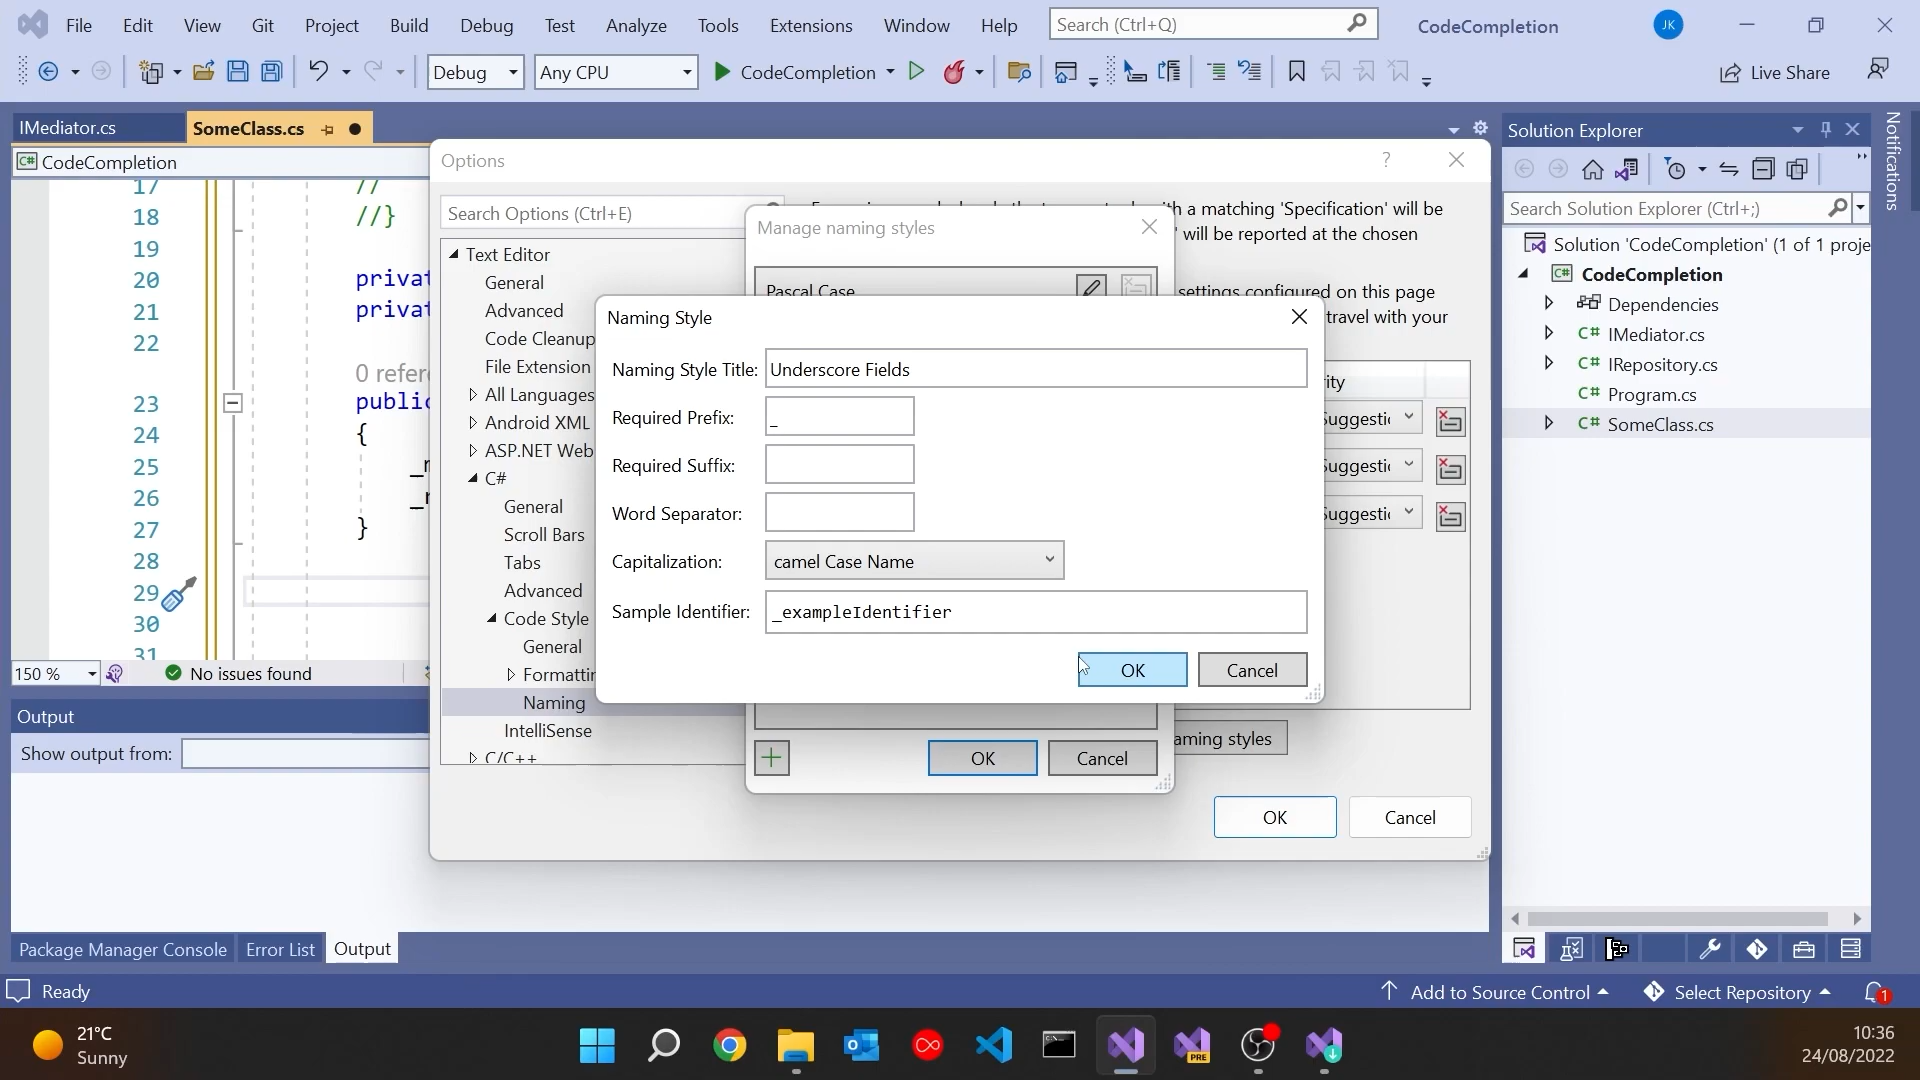 File Edit View Git Project Build Debug Test Analyze Tools Extensions Window Help Search (Ctrl+Q) CodeCompletion JK
Debug Any CPU CodeCompletion Live Share
IMediator.cs SomeClass.cs
CodeCompletion
17 //
18 //}
19
20 privat
21 privat
22
0 refere
23 public
24 {
25 _r
26 _r
27 }
28
29
30
31
150 % No issues found
Output
Show output from:
Package Manager Console Error List Output
Options ?
Search Options (Ctrl+E)
Text Editor
General
Advanced
Code Cleanup
File Extension
All Languages
Android XML
ASP.NET Web
C#
General
Scroll Bars
Tabs
Advanced
Code Style
General
Formattin
Naming
IntelliSense
C/C++
h a matching 'Specification' will be
' will be reported at the chosen
settings configured on this page
travel with your
rity
Suggesti
Suggesti
Suggesti
aming styles
OK Cancel
Manage naming styles
Pascal Case
OK Cancel
Naming Style
Naming Style Title: Underscore Fields
Required Prefix: _
Required Suffix:
Word Separator:
Capitalization: camel Case Name
Sample Identifier: _exampleIdentifier
OK Cancel
Solution Explorer
Search Solution Explorer (Ctrl+;)
Solution 'CodeCompletion' (1 of 1 proje
C# CodeCompletion
Dependencies
C# IMediator.cs
C# IRepository.cs
C# Program.cs
C# SomeClass.cs
Notifications
Ready Add to Source Control Select Repository 1
21°C
Sunny
PRE
10:36
24/08/2022